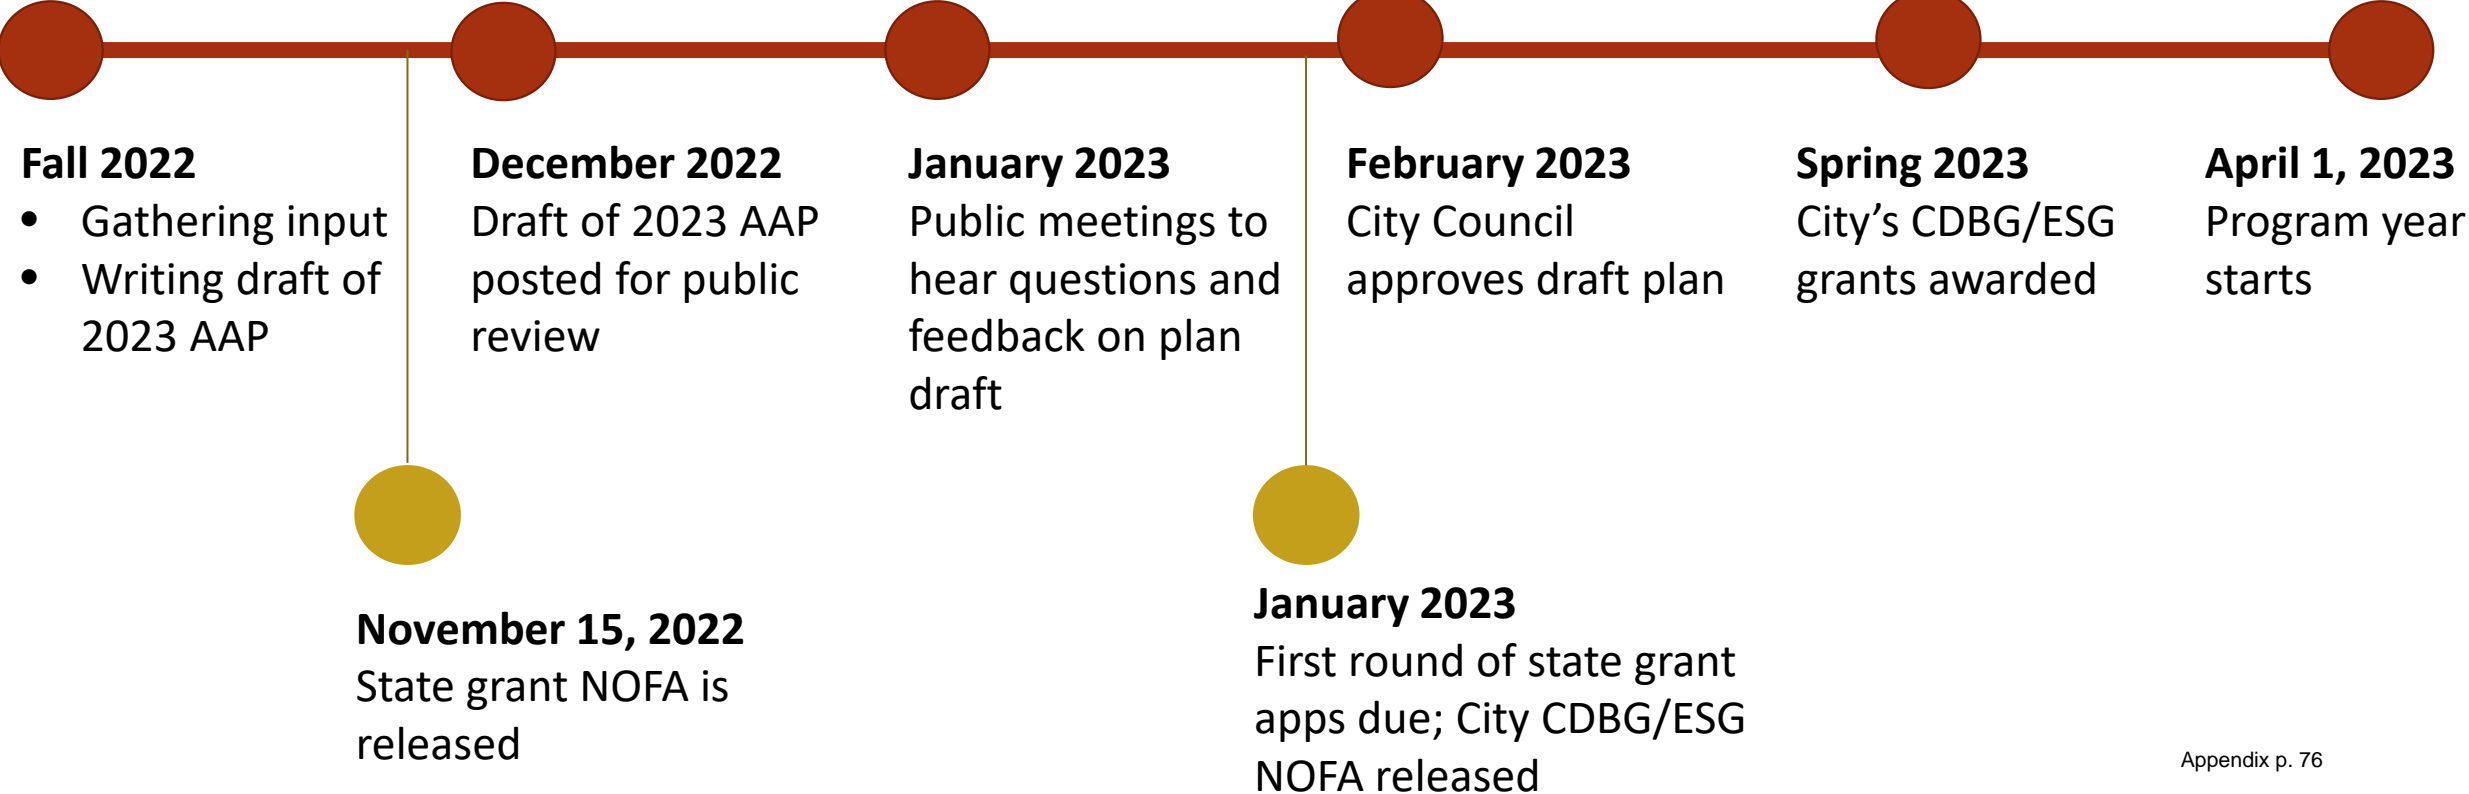 Fall 2022
• Gathering input
• Writing draft of
2023 AAP
December 2022
Draft of 2023 AAP
posted for public
review
January 2023
Public meetings to
hear questions and
feedback on plan
draft
February 2023
City Council
approves draft plan
Spring 2023
City’s CDBG/ESG
grants awarded
April 1, 2023
Program year
starts
November 15, 2022
State grant NOFA is
released
January 2023
First round of state grant
apps due; City CDBG/ESG
NOFA released
Appendix p. 76